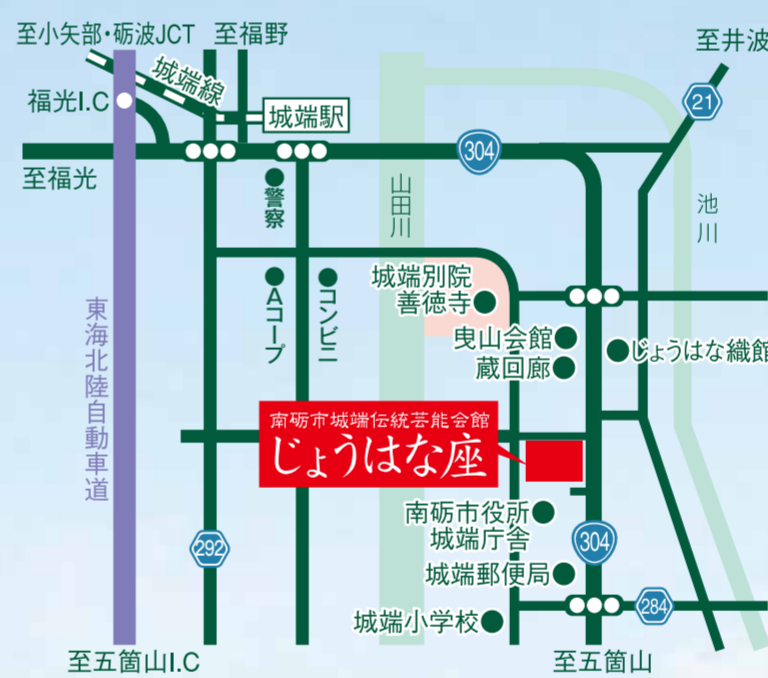 至小矢部・砺波JCT
至福野
至井波
城端線
福光I.C
城端駅
21
304
至福光
警察
山田川
池川
Aコープ
コンビニ
城端別院
善徳寺
曳山会館
蔵回廊
じょうはな織館
東海北陸自動車道
南砺市城端伝統芸能会館
じょうはな座
南砺市役所
城端庁舎
292
304
城端郵便局
284
城端小学校
至五箇山I.C
至五箇山